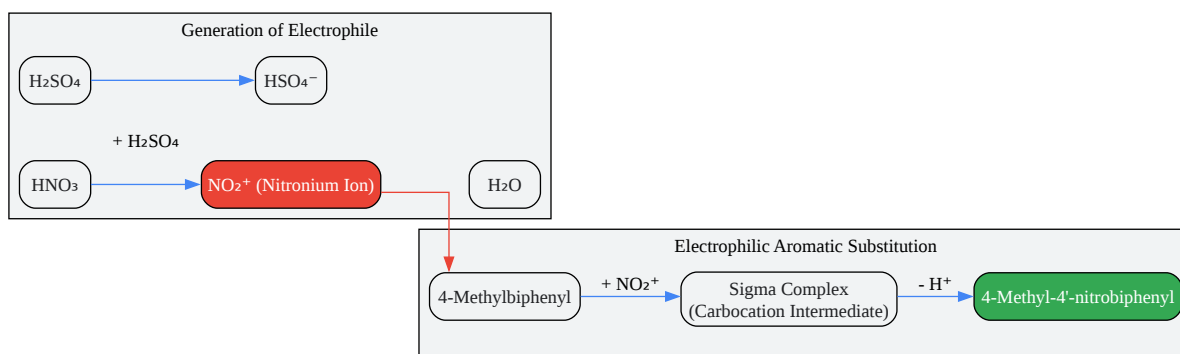 Generation of Electrophile
H₂SO₄
HSO₄⁻
+ H₂SO₄
HNO₃
NO₂⁺ (Nitronium Ion)
H₂O
Electrophilic Aromatic Substitution
4-Methylbiphenyl
+ NO₂⁺
Sigma Complex
(Carbocation Intermediate)
- H⁺
4-Methyl-4'-nitrobiphenyl